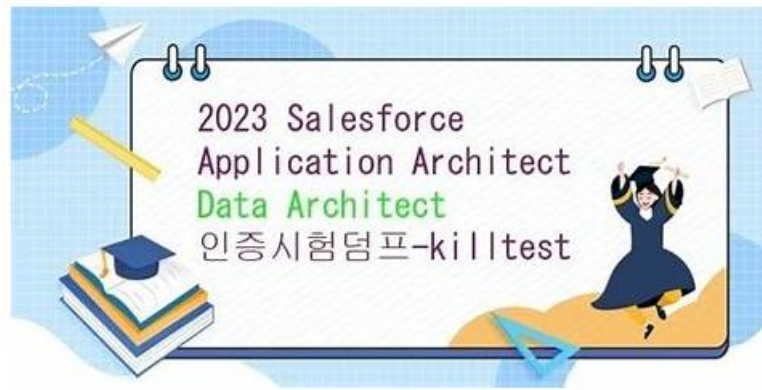 2023 Salesforce
Application Architect
Data Architect
인증시험덤프-killtest